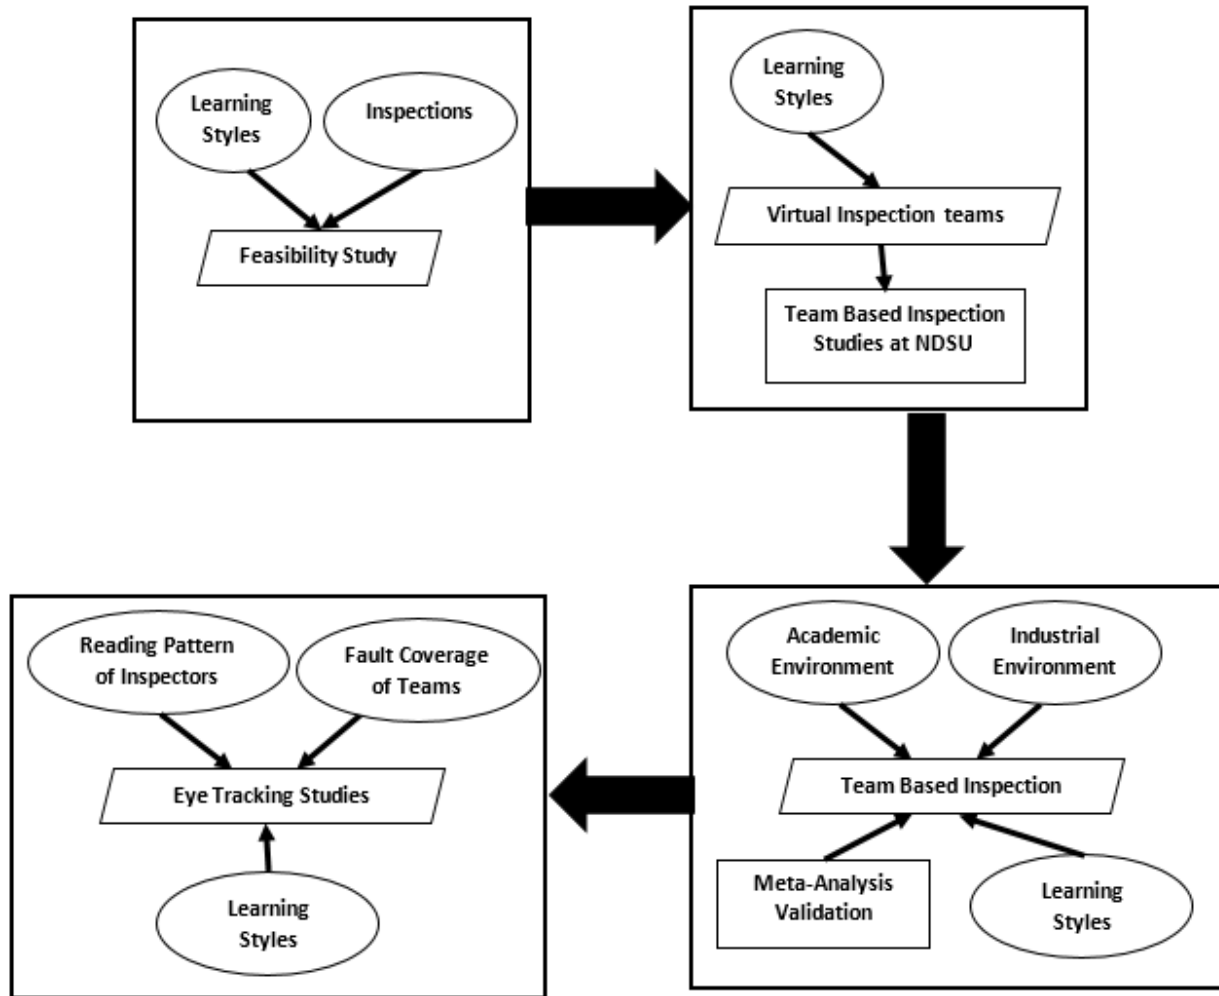 Learning
Styles
Inspections
Feasibility Study
Learning
Styles
Virtual Inspection teams
Team Based Inspection
Studies at NDSU
Academic
Environment
Industrial
Environment
Team Based Inspection
Meta-Analysis
Validation
Learning
Styles
Reading Pattern
of Inspectors
Fault Coverage
of Teams
Eye Tracking Studies
Learning
Styles